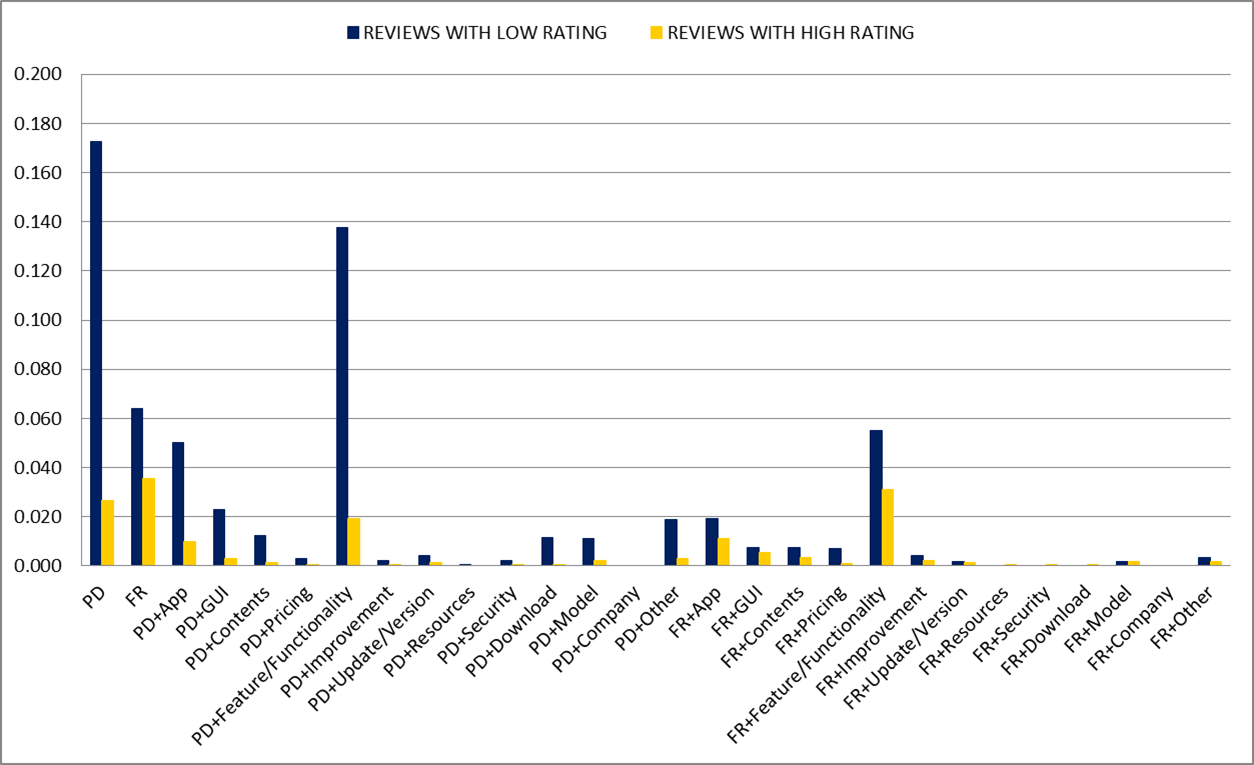 REVIEWS WITH LOW RATING
REVIEWS WITH HIGH RATING
0.200
0.180
0.160
0.140
0.120
0.100
0.080
0.060
0.040
0.020
0.000
PD
FR
PD+App
PD+GUI
PD+Contents
PD+Pricing
PD+Feature/Functionality
PD+Improvement
PD+Update/Version
PD+Resources
PD+Security
PD+Download
PD+Model
PD+Company
PD+Other
FR+App
FR+GUI
FR+Contents
FR+Pricing
FR+Feature/Functionality
FR+Improvement
FR+Update/Version
FR+Resources
FR+Security
FR+Download
FR+Model
FR+Company
FR+Other